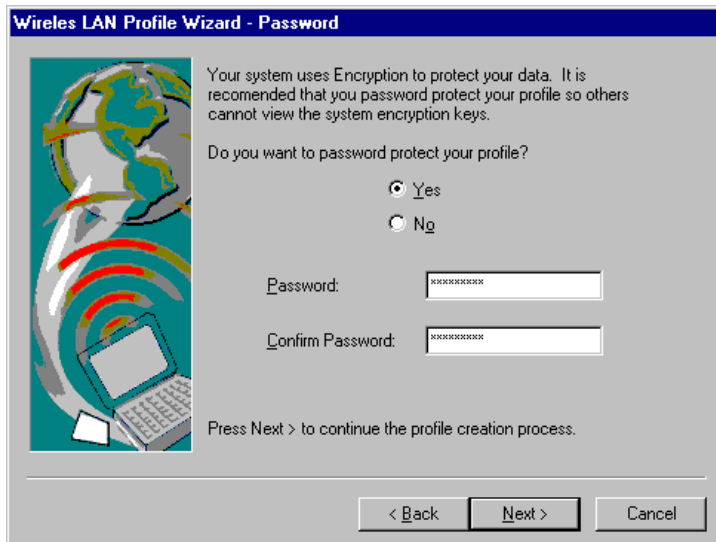 Wireles LAN Profile Wizard - Password
Your system uses Encryption to protect your data. It is
recomended that you password protect your profile so others
cannot view the system encryption keys.
Do you want to password protect your profile?
Yes
No
Password: xxxxxxxxx
Confirm Password: xxxxxxxxx
Press Next > to continue the profile creation process.
< Back Next > Cancel